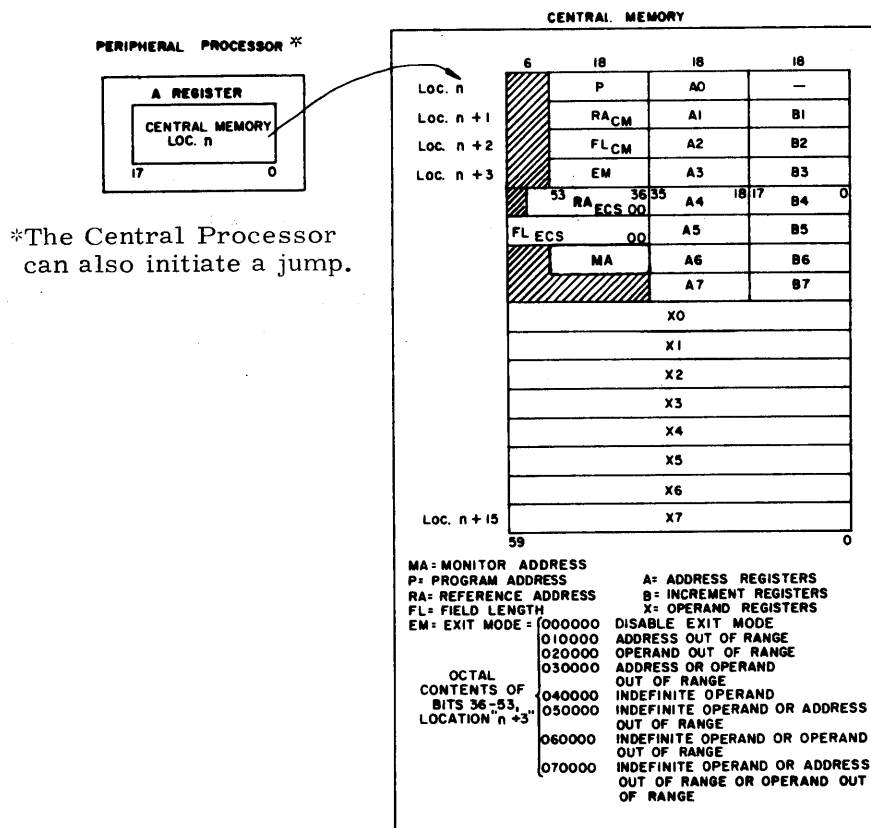 CENTRAL MEMORY
PERIPHERAL PROCESSOR *
A REGISTER
CENTRAL MEMORY
LOC. n
17 0
*The Central Processor
can also initiate a jump.
6 18 18 18
Loc. n P A0 —
Loc. n + 1 RA CM A1 B1
Loc. n + 2 FL CM A2 B2
Loc. n + 3 EM A3 B3
53 36 35 18 17 0
RA ECS 00 A4 B4
FL ECS 00 A5 B5
MA A6 B6
A7 B7
X0
X1
X2
X3
X4
X5
X6
Loc. n + 15 X7
59 0
MA= MONITOR ADDRESS
P= PROGRAM ADDRESS A= ADDRESS REGISTERS
RA= REFERENCE ADDRESS B= INCREMENT REGISTERS
FL= FIELD LENGTH X= OPERAND REGISTERS
EM= EXIT MODE = 000000 DISABLE EXIT MODE
010000 ADDRESS OUT OF RANGE
020000 OPERAND OUT OF RANGE
030000 ADDRESS OR OPERAND
OUT OF RANGE
OCTAL
CONTENTS OF
BITS 36-53,
LOCATION "n +3"
040000 INDEFINITE OPERAND
050000 INDEFINITE OPERAND OR ADDRESS
OUT OF RANGE
060000 INDEFINITE OPERAND OR OPERAND
OUT OF RANGE
070000 INDEFINITE OPERAND OR ADDRESS
OUT OF RANGE OR OPERAND OUT
OF RANGE